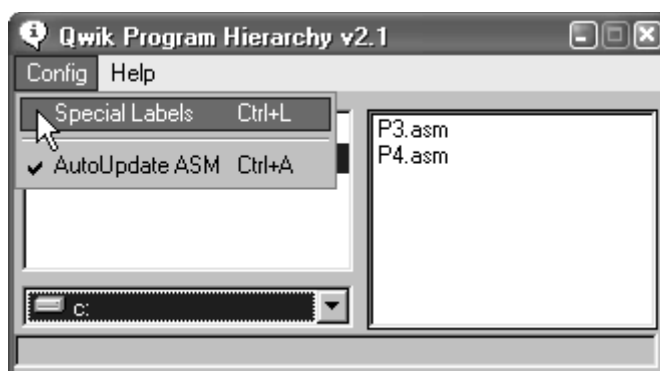 Qwik Program Hierarchy v2.1
Config Help
Special Labels Ctrl+L
AutoUpdate ASM Ctrl+A
P3.asm
P4.asm
c: